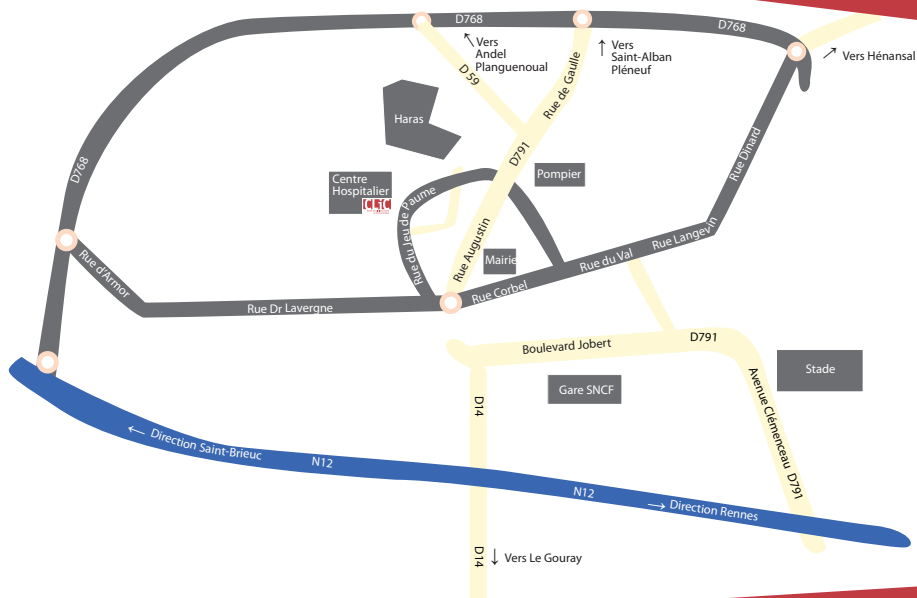 D768
D768
Vers
Andel
Planguenoual
Vers
Saint-Alban
Pléneuf
Vers Hénansal
D 59
Rue de Gaulle
Haras
D768
D791
Rue Dinard
Centre
Hospitalier
CLiC
Pompier
Rue du Jeu de Paume
Rue Augustin
Mairie
Rue du Val
Rue Langevin
Rue d'Armor
Rue Dr Lavergne
Rue Corbel
Boulevard Jobert
D791
Gare SNCF
Stade
D14
Avenue Clémenceau
D791
Direction Saint-Brieuc
N12
N12
Direction Rennes
D14
Vers Le Gouray